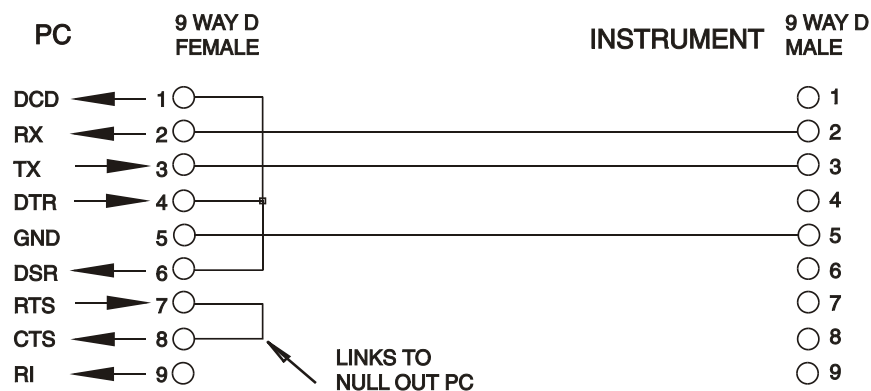 PC
9 WAY D
FEMALE
INSTRUMENT
9 WAY D
MALE
DCD 1 1
RX 2 2
TX 3 3
DTR 4 4
GND 5 5
DSR 6 6
RTS 7 7
CTS 8 8
RI 9 9
LINKS TO
NULL OUT PC